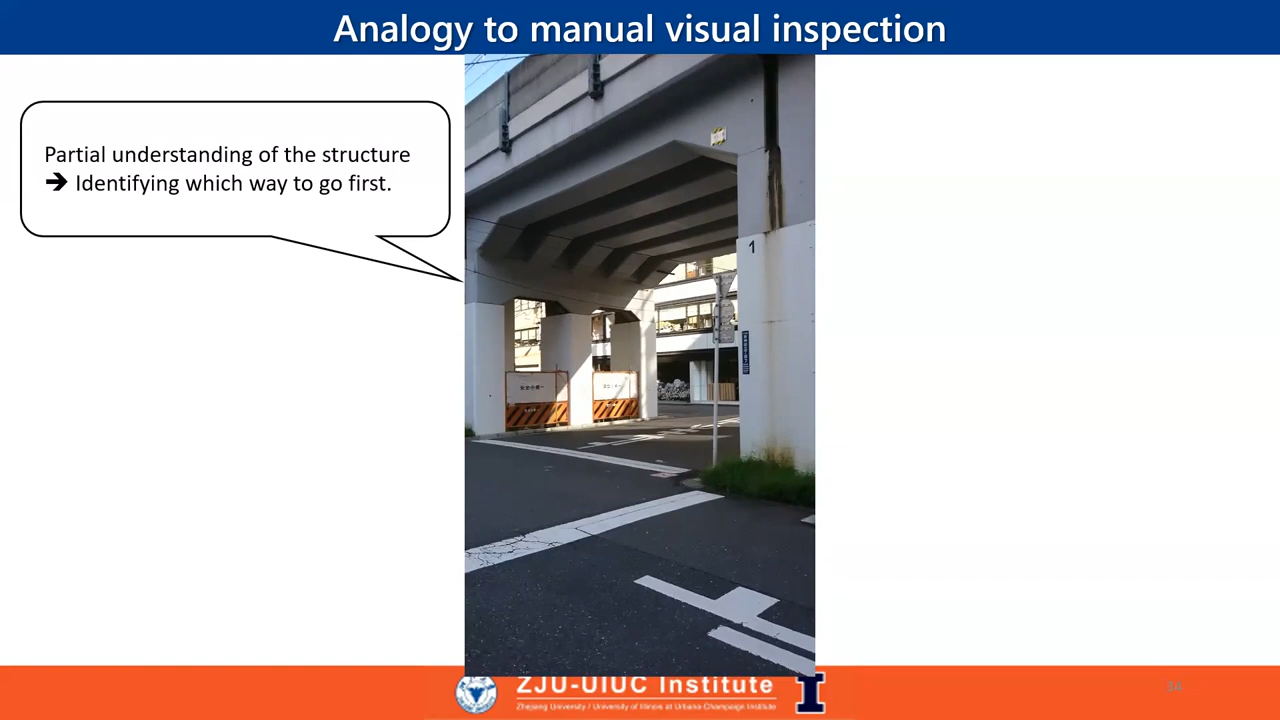 Analogy to manual visual inspection
Partial understanding of the structure
➔ Identifying which way to go first.
1
ZJU-UIUC Institute
Zhejiang University / University of Illinois at Urbana-Champaign Institute
34